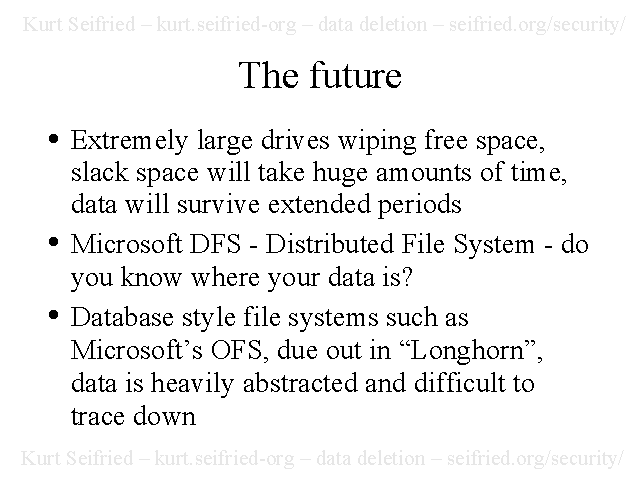 Kurt Seifried – kurt.seifried-org – data deletion – seifried.org/security/
The future
• Extremely large drives wiping free space,
slack space will take huge amounts of time,
data will survive extended periods
• Microsoft DFS - Distributed File System - do
you know where your data is?
• Database style file systems such as
Microsoft’s OFS, due out in “Longhorn”,
data is heavily abstracted and difficult to
trace down
Kurt Seifried – kurt.seifried-org – data deletion – seifried.org/security/